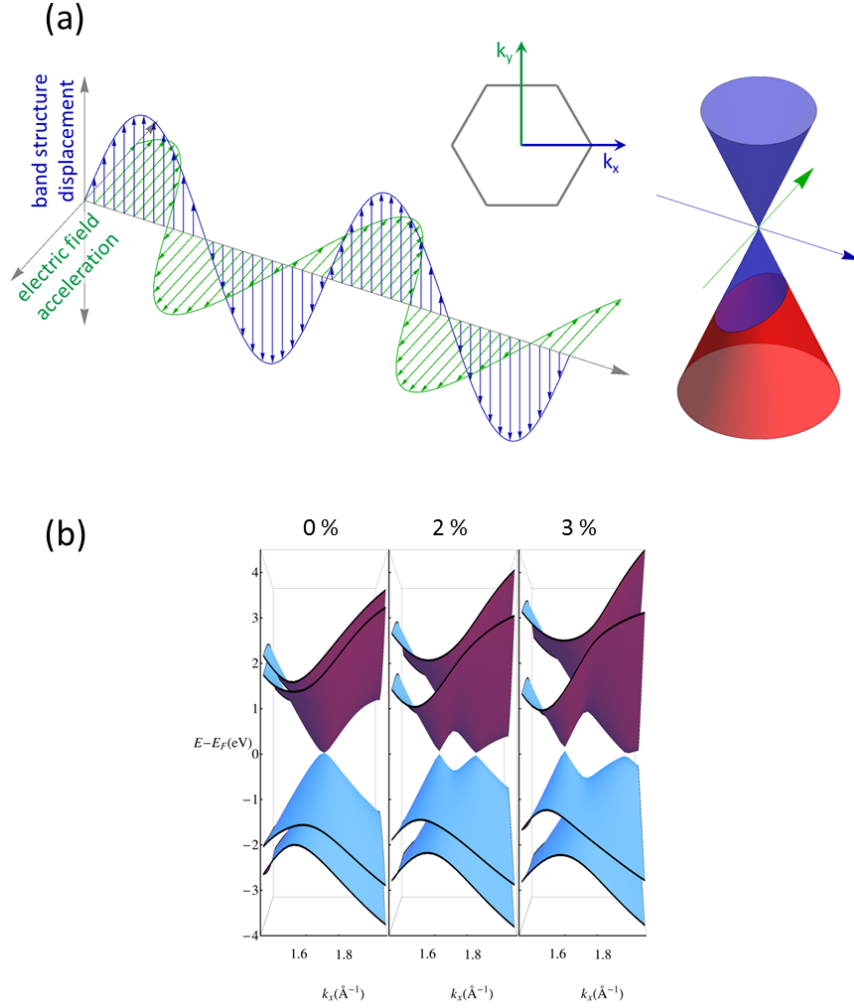 (a)
band structure
displacement
electric field
acceleration
k_y
k_x
(b)
0 %
2 %
3 %
4
3
2
1
E−E_F(eV)
0
−1
−2
−3
−4
1.6
1.8
1.6
1.8
1.6
1.8
k_x(Å⁻¹)
k_x(Å⁻¹)
k_x(Å⁻¹)